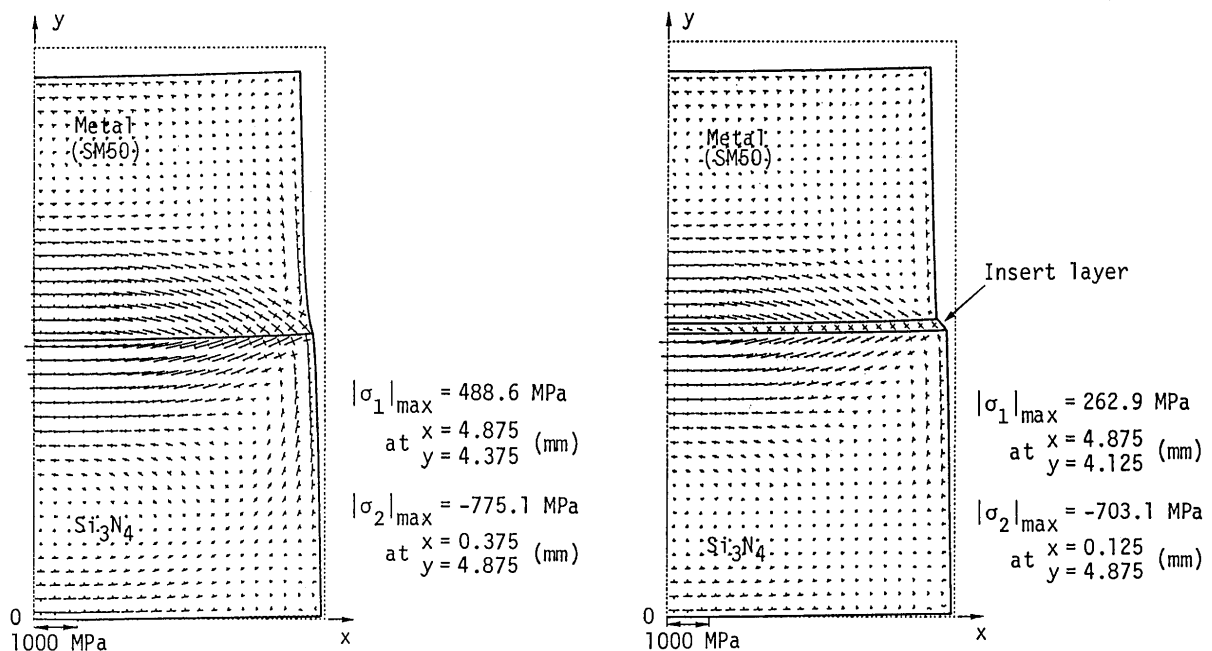 y
Metal
(SM50)
|σ₁|max = 488.6 MPa
at x = 4.875 (mm)
y = 4.375
|σ₂|max = -775.1 MPa
at x = 0.375 (mm)
y = 4.875
Si₃N₄
0
x
1000 MPa
y
Metal
(SM50)
Insert layer
|σ₁|max = 262.9 MPa
at x = 4.875 (mm)
y = 4.125
|σ₂|max = -703.1 MPa
at x = 0.125 (mm)
y = 4.875
Si₃N₄
0
x
1000 MPa